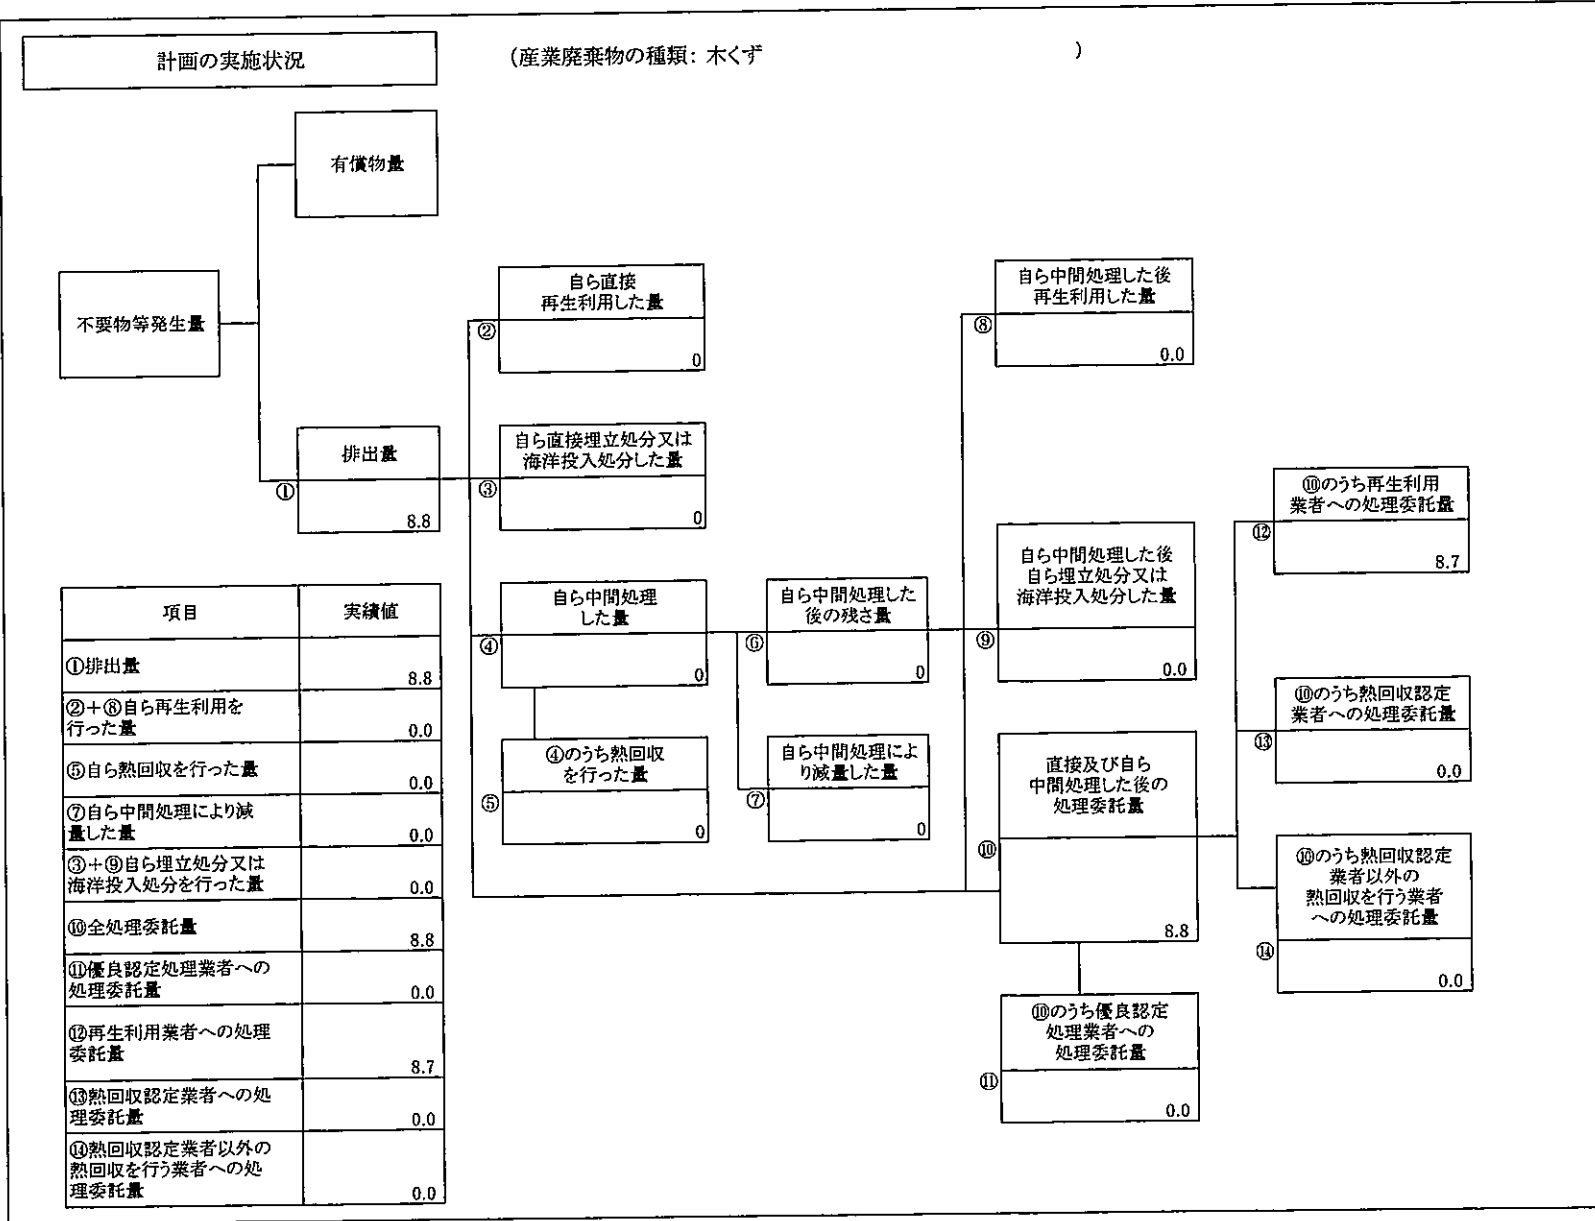 計画の実施状況
(産業廃棄物の種類: 木くず )
有償物量
不要物等発生量
排出量
①
8.8
自ら直接
再生利用した量
②
0
自ら直接埋立処分又は
海洋投入処分した量
③
0
自ら中間処理
した量
④
0
④のうち熱回収
を行った量
⑤
0
自ら中間処理した
後の残さ量
⑥
0
自ら中間処理によ
り減量した量
⑦
0
自ら中間処理した後
再生利用した量
⑧
0.0
自ら中間処理した後
自ら埋立処分又は
海洋投入処分した量
⑨
0.0
直接及び自ら
中間処理した後の
処理委託量
⑩
8.8
⑩のうち優良認定
処理業者への
処理委託量
⑪
0.0
⑩のうち再生利用
業者への処理委託量
⑫
8.7
⑩のうち熱回収認定
業者への処理委託量
⑬
0.0
⑩のうち熱回収認定
業者以外の
熱回収を行う業者
への処理委託量
⑭
0.0
項目 実績値
①排出量 8.8
②+⑧自ら再生利用を
行った量 0.0
⑤自ら熱回収を行った量 0.0
⑦自ら中間処理により減
量した量 0.0
③+⑨自ら埋立処分又は
海洋投入処分を行った量 0.0
⑩全処理委託量 8.8
⑪優良認定処理業者への
処理委託量 0.0
⑫再生利用業者への処理
委託量 8.7
⑬熱回収認定業者への処
理委託量 0.0
⑭熱回収認定業者以外の
熱回収を行う業者への処
理委託量 0.0